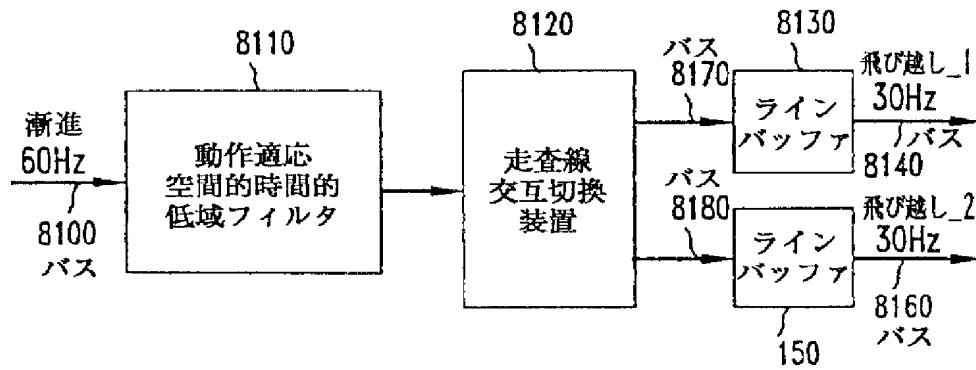 漸進
60Hz
8100
バス
8110
動作適応
空間的時間的
低域フィルタ
8120
走査線
交互切換
装置
バス
8170
8130
ライン
バッファ
飛び越し_1
30Hz
バス
8140
バス
8180
ライン
バッファ
150
飛び越し_2
30Hz
8160
バス